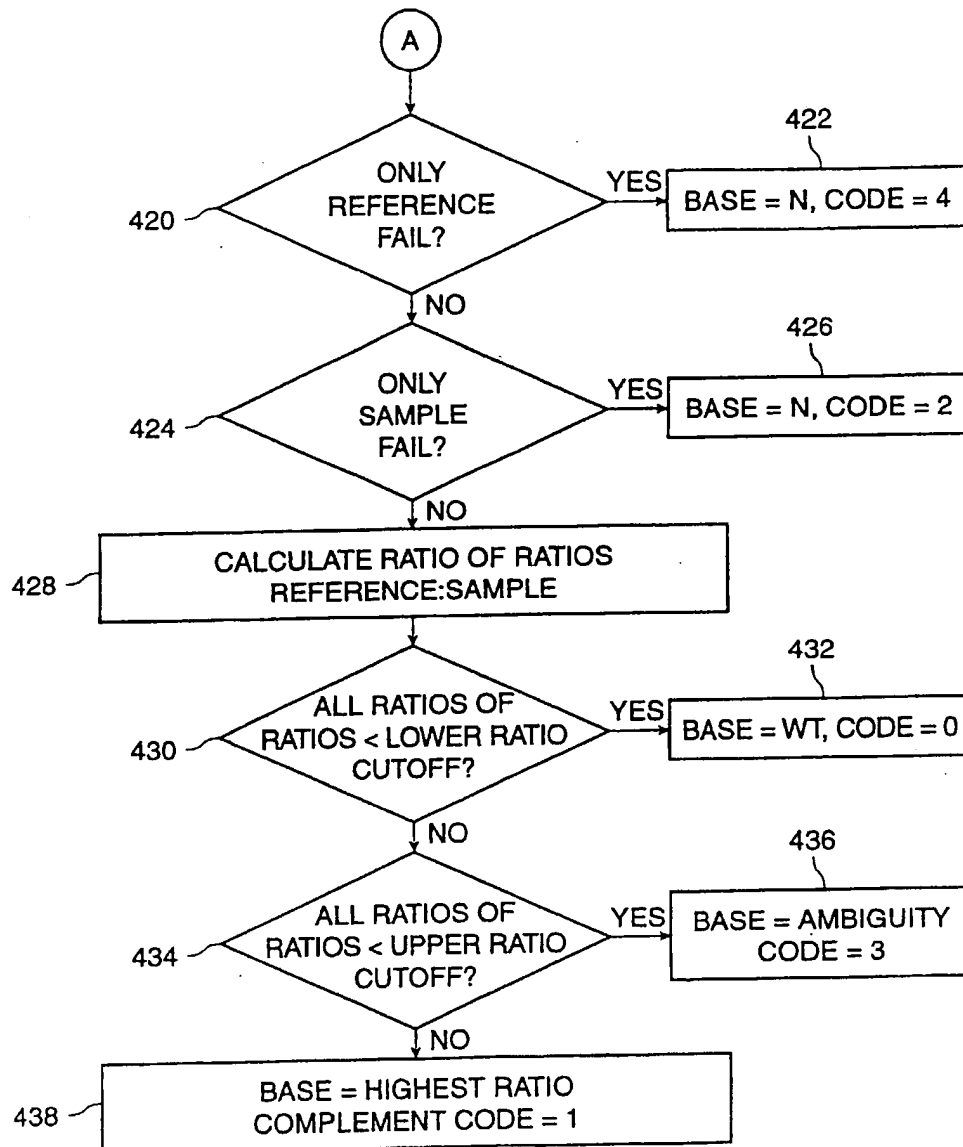 A
422
ONLY
REFERENCE
FAIL?
420
YES
BASE = N, CODE = 4
NO
426
ONLY
SAMPLE
FAIL?
424
YES
BASE = N, CODE = 2
NO
CALCULATE RATIO OF RATIOS
REFERENCE:SAMPLE
428
432
ALL RATIOS OF
RATIOS < LOWER RATIO
CUTOFF?
430
YES
BASE = WT, CODE = 0
NO
436
ALL RATIOS OF
RATIOS < UPPER RATIO
CUTOFF?
434
YES
BASE = AMBIGUITY
CODE = 3
NO
BASE = HIGHEST RATIO
COMPLEMENT CODE = 1
438